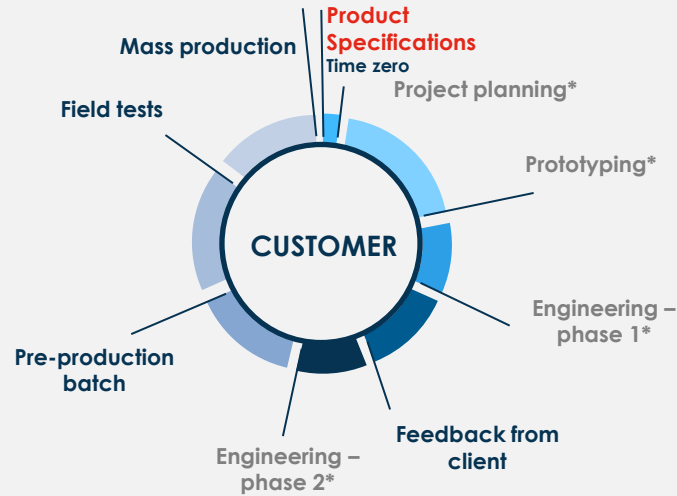 Product
Specifications
Time zero
Project planning*
Prototyping*
Engineering –
phase 1*
Feedback from
client
Engineering –
phase 2*
Pre-production
batch
Field tests
Mass production
CUSTOMER